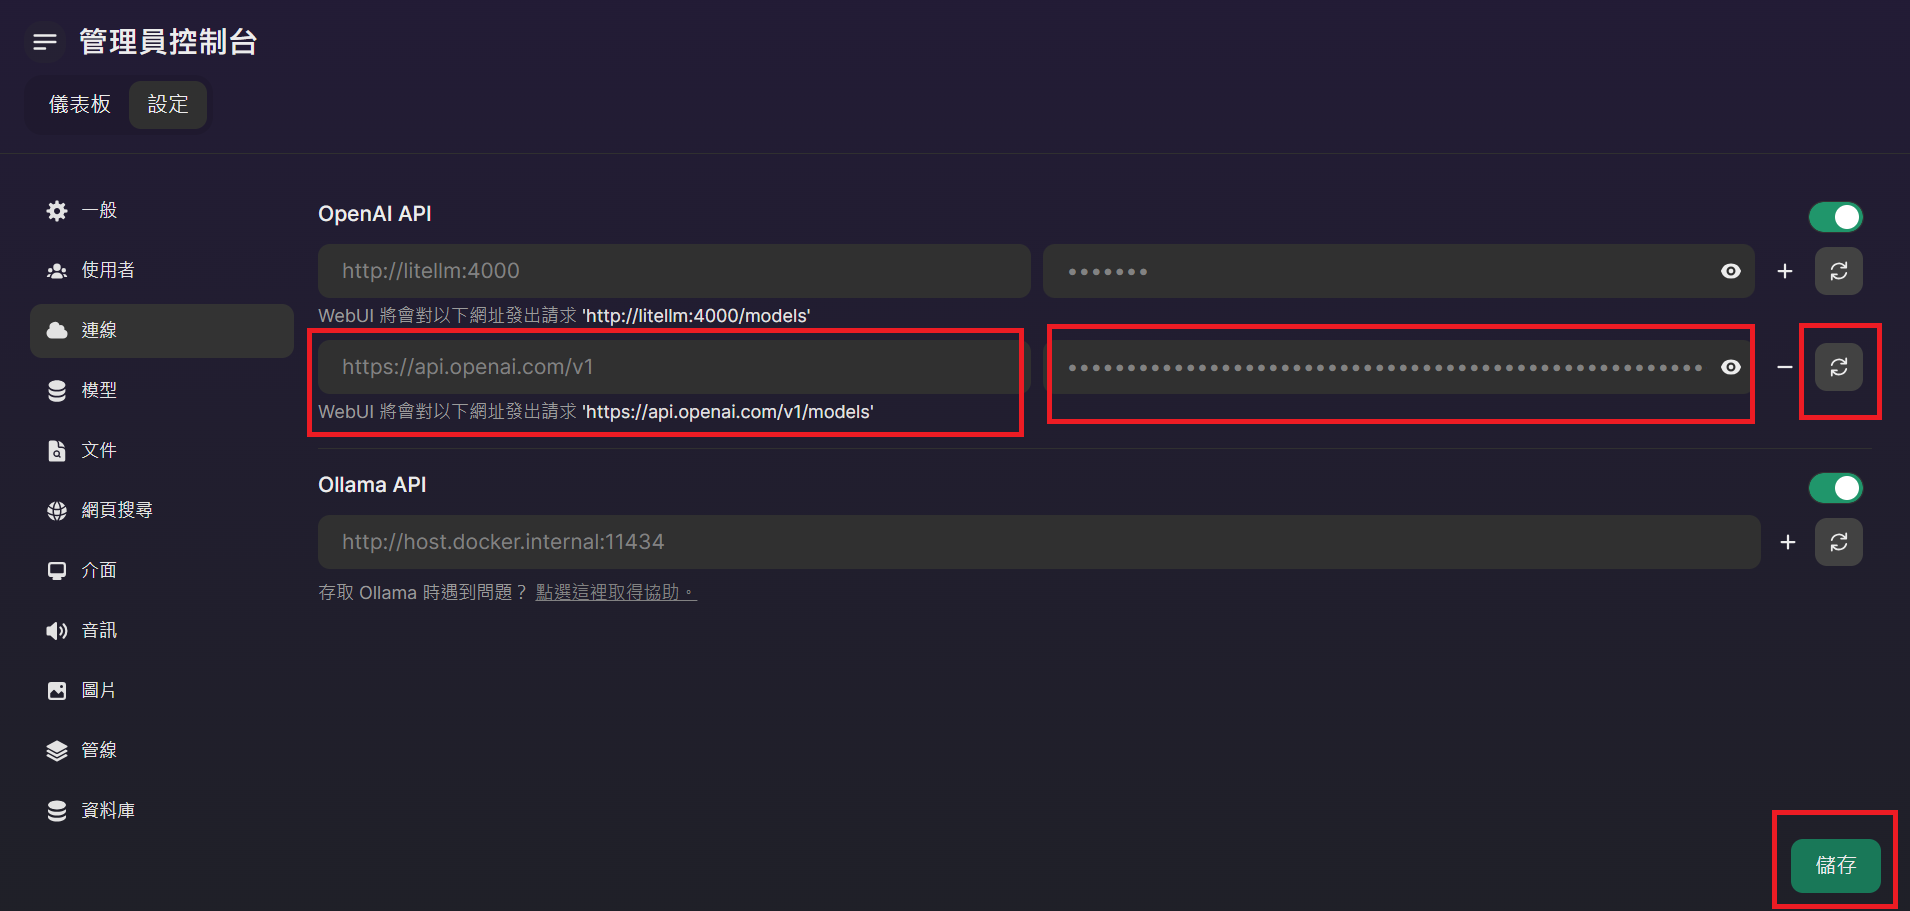 管理員控制台
儀表板
設定
一般
使用者
連線
模型
文件
網頁搜尋
介面
音訊
圖片
管線
資料庫
OpenAI API
http://litellm:4000
•••••••
WebUI 將會對以下網址發出請求 'http://litellm:4000/models'
https://api.openai.com/v1
WebUI 將會對以下網址發出請求 'https://api.openai.com/v1/models'
Ollama API
http://host.docker.internal:11434
存取 Ollama 時遇到問題？ 點選這裡取得協助。
儲存